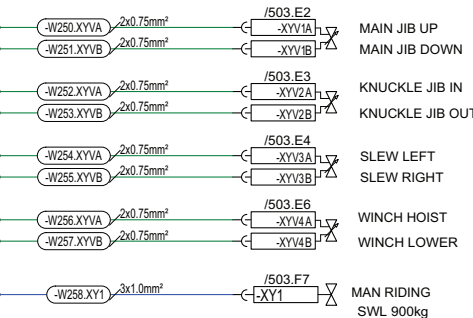 /503.E2
-W250.XYVA 2x0.75mm² -XYV1A MAIN JIB UP
-W251.XYVB 2x0.75mm² -XYV1B MAIN JIB DOWN
/503.E3
-W252.XYVA 2x0.75mm² -XYV2A KNUCKLE JIB IN
-W253.XYVB 2x0.75mm² -XYV2B KNUCKLE JIB OUT
/503.E4
-W254.XYVA 2x0.75mm² -XYV3A SLEW LEFT
-W255.XYVB 2x0.75mm² -XYV3B SLEW RIGHT
/503.E6
-W256.XYVA 2x0.75mm² -XYV4A WINCH HOIST
-W257.XYVB 2x0.75mm² -XYV4B WINCH LOWER
/503.F7
-W258.XY1 3x1.0mm² -XY1 MAN RIDING
SWL 900kg